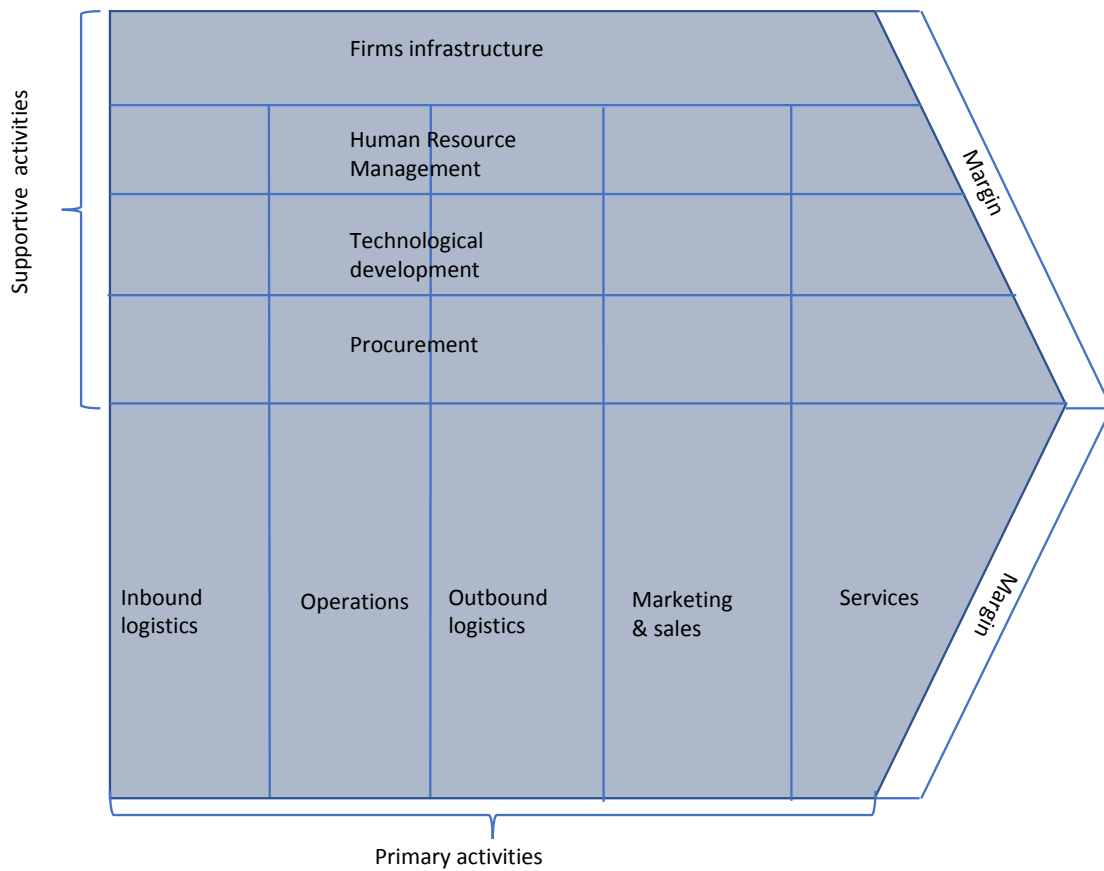 Firms infrastructure
Supportive activities
Human Resource
Management
Margin
Technological
development
Procurement
Inbound
logistics
Operations
Outbound
logistics
Marketing
& sales
Services
Margin
Primary activities